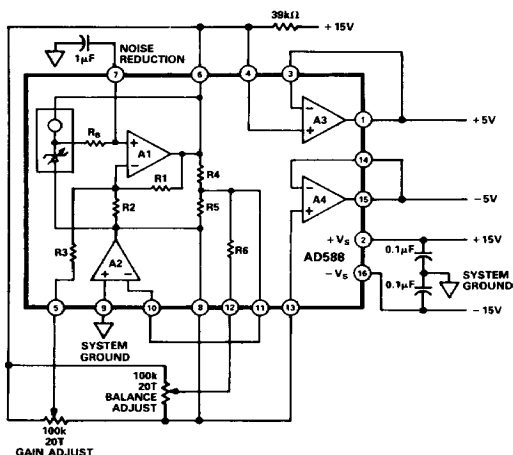 39kΩ
+ 15V
NOISE
REDUCTION
1μF
7
6
4
3
A3
1
+5V
RB
A1
R4
14
R1
A4
15
-5V
R2
R5
R3
R6
+VS
2
+15V
A2
AD588
0.1μF
-VS
16
0.1μF
SYSTEM
GROUND
-15V
5
9
10
8
12
11
13
SYSTEM
GROUND
100k
20T
BALANCE
ADJUST
100k
20T
GAIN ADJUST